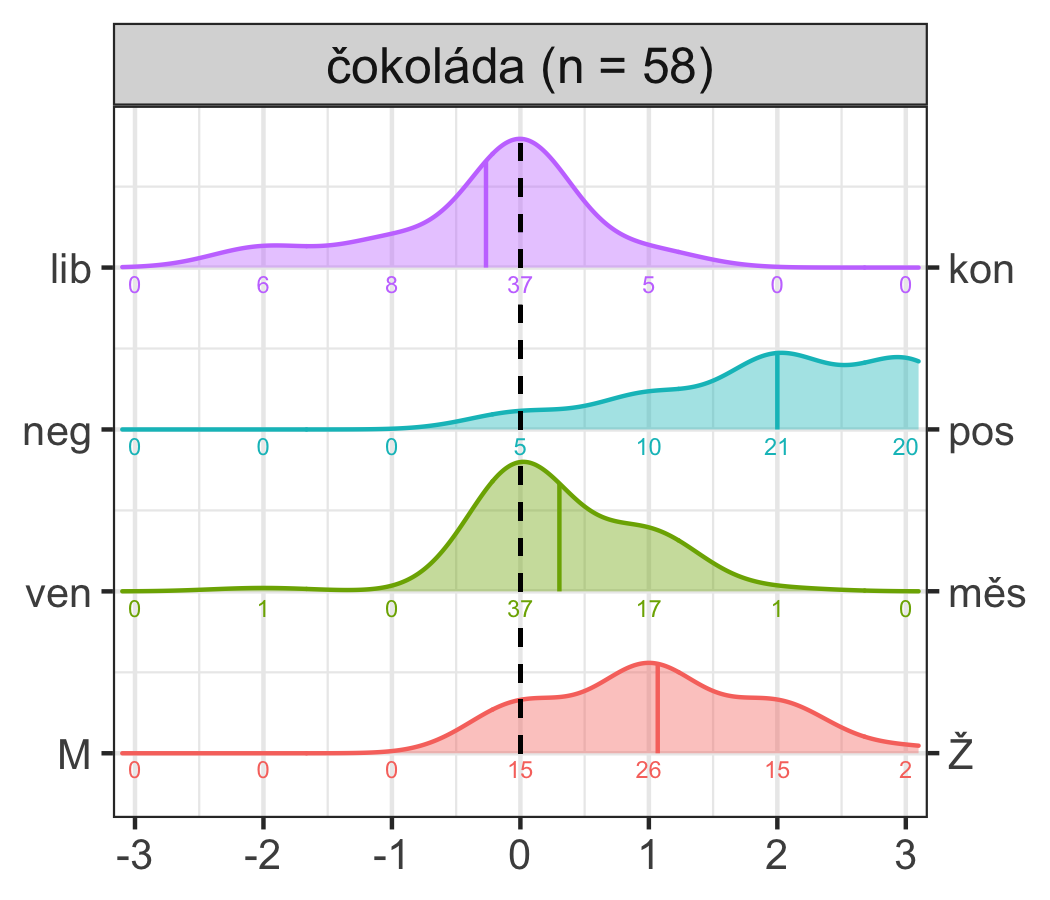 čokoláda (n = 58)
lib kon
0 6 8 37 5 0 0
neg pos
0 0 0 5 10 21 20
ven měs
0 1 0 37 17 1 0
M Ž
0 0 0 15 26 15 2
-3 -2 -1 0 1 2 3